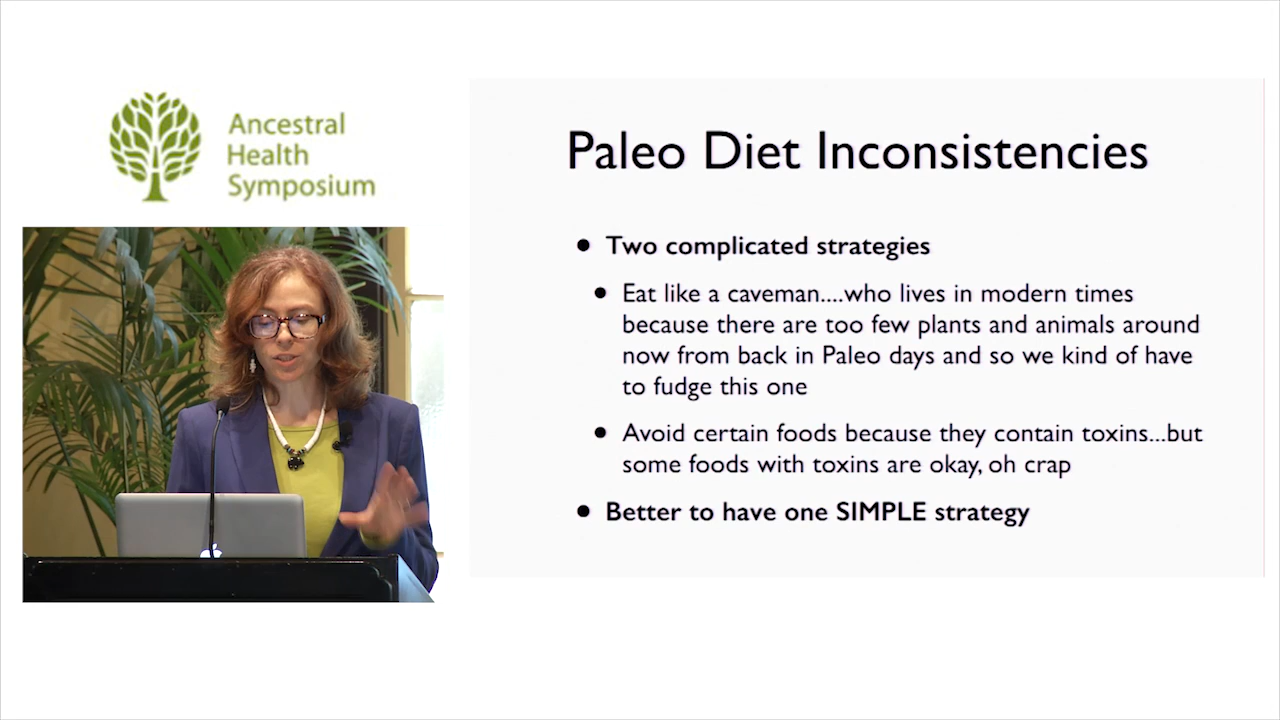 Ancestral
Health
Symposium
Paleo Diet Inconsistencies
• Two complicated strategies
• Eat like a caveman....who lives in modern times
because there are too few plants and animals around
now from back in Paleo days and so we kind of have
to fudge this one
• Avoid certain foods because they contain toxins...but
some foods with toxins are okay, oh crap
• Better to have one SIMPLE strategy